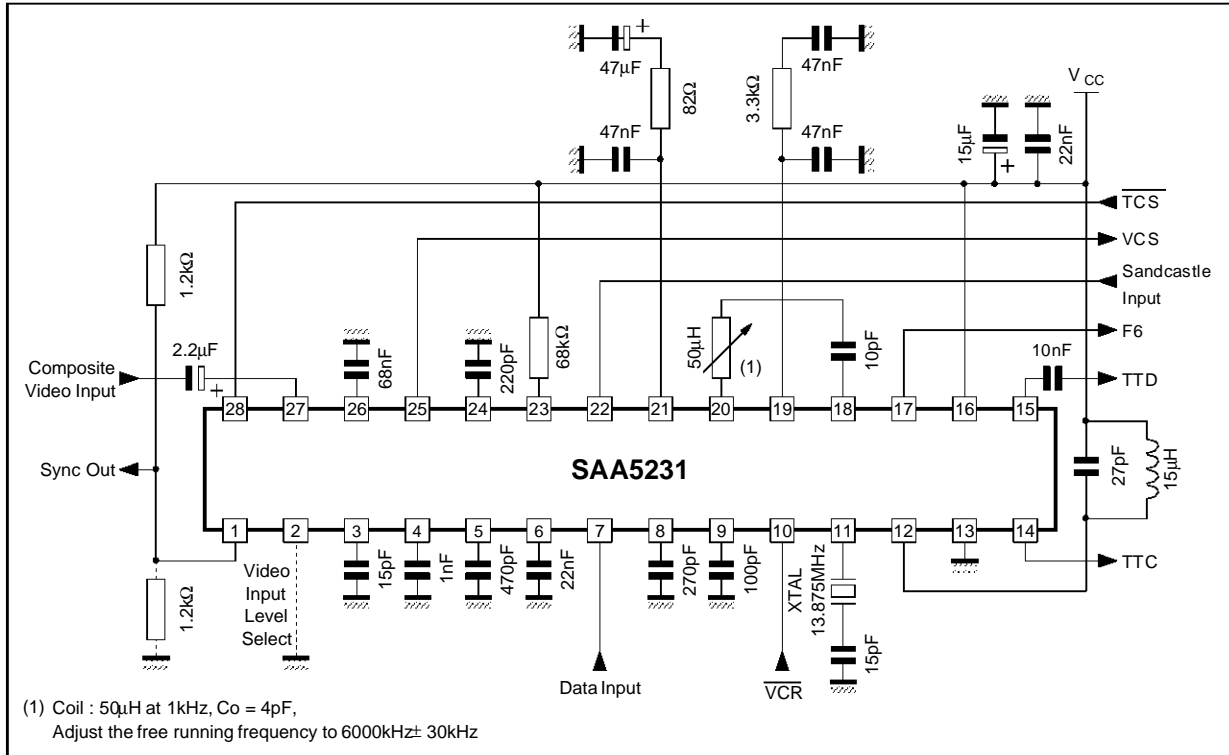 47µF
82Ω
47nF
3.3kΩ
47nF
47nF
15µF
22nF
V CC
TCS
VCS
Sandcastle
Input
F6
10nF
TTD
1.2kΩ
2.2µF
Composite
Video Input
68nF
220pF
68kΩ
50µH
(1)
10pF
28 27 26 25 24 23 22 21 20 19 18 17 16 15
Sync Out
SAA5231
27pF
15µH
1 2 3 4 5 6 7 8 9 10 11 12 13 14
TTC
1.2kΩ
Video
Input
Level
Select
15pF
1nF
470pF
22nF
270pF
100pF
XTAL
13.875MHz
15pF
Data Input
VCR
(1) Coil : 50µH at 1kHz, Co = 4pF,
Adjust the free running frequency to 6000kHz± 30kHz
+
+
+